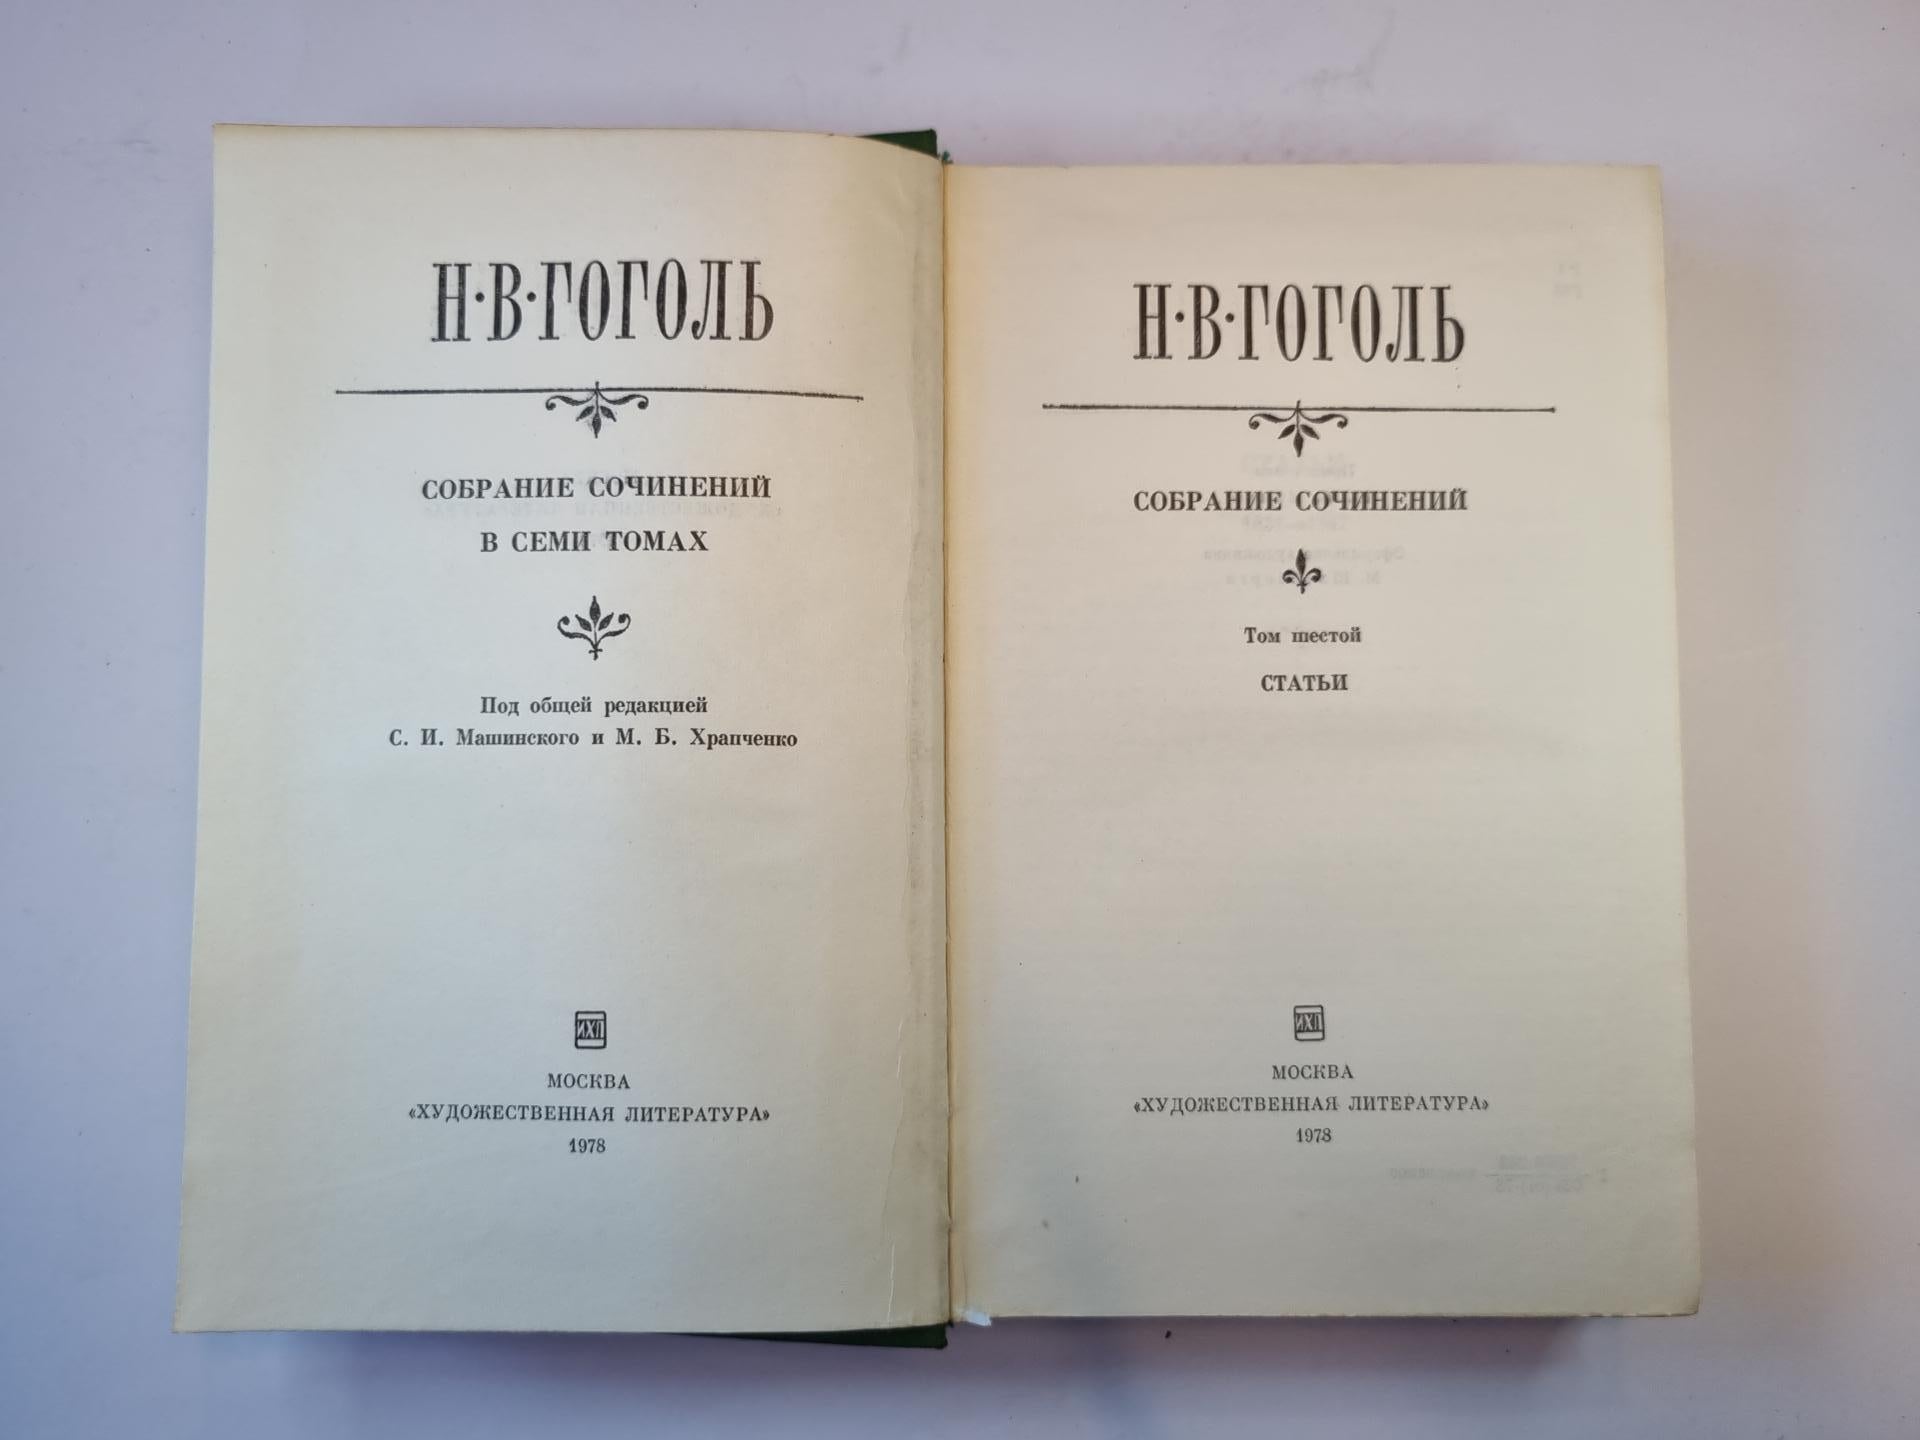 Н·В·ГОГОЛЬ
СОБРАНИЕ СОЧИНЕНИЙ
В СЕМИ ТОМАХ
Под общей редакцией
С. И. Машинского и М. Б. Храпченко
ИХЛ
МОСКВА
«ХУДОЖЕСТВЕННАЯ ЛИТЕРАТУРА»
1978
Н·В·ГОГОЛЬ
СОБРАНИЕ СОЧИНЕНИЙ
Том шестой
СТАТЬИ
ИХЛ
МОСКВА
«ХУДОЖЕСТВЕННАЯ ЛИТЕРАТУРА»
1978